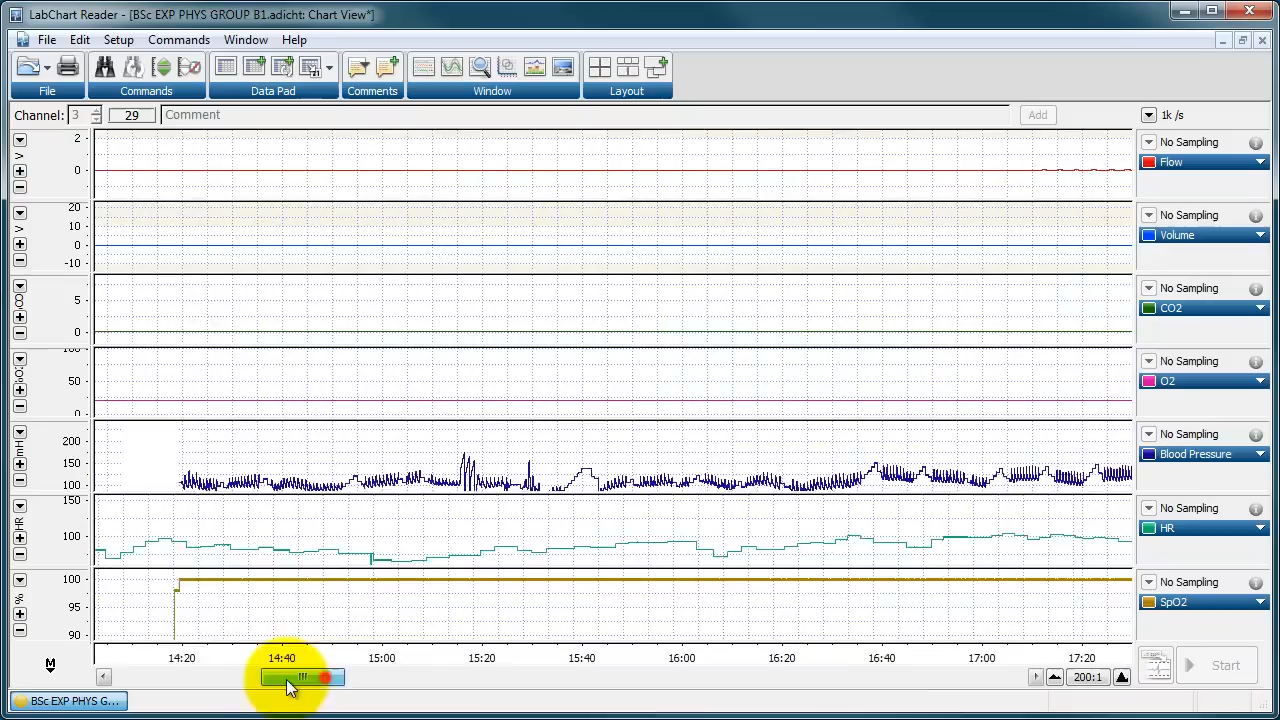 LabChart Reader - [BSc EXP PHYS GROUP B1.adicht: Chart View*]
File Edit Setup Commands Window Help
File Commands Data Pad Comments Window Layout
Channel: 3 29 Comment Add 1k /s
2
0
No Sampling
Flow
20
10
0
-10
No Sampling
Volume
5
0
No Sampling
CO2
50
0
No Sampling
O2
200
150
100
No Sampling
Blood Pressure
150
100
HR
No Sampling
HR
100
95
90
%
No Sampling
SpO2
M
14:20 14:40 15:00 15:20 15:40 16:00 16:20 16:40 17:00 17:20
200:1
Start
BSc EXP PHYS G...